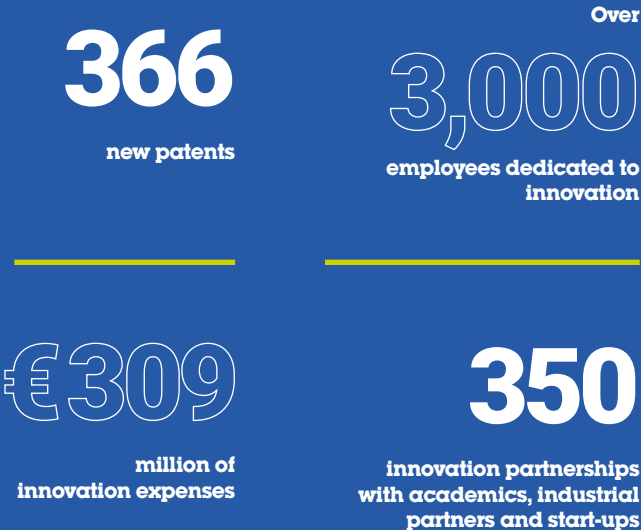 366
new patents
Over
3,000
employees dedicated to
innovation
€309
million of
innovation expenses
350
innovation partnerships
with academics, industrial
partners and start-ups